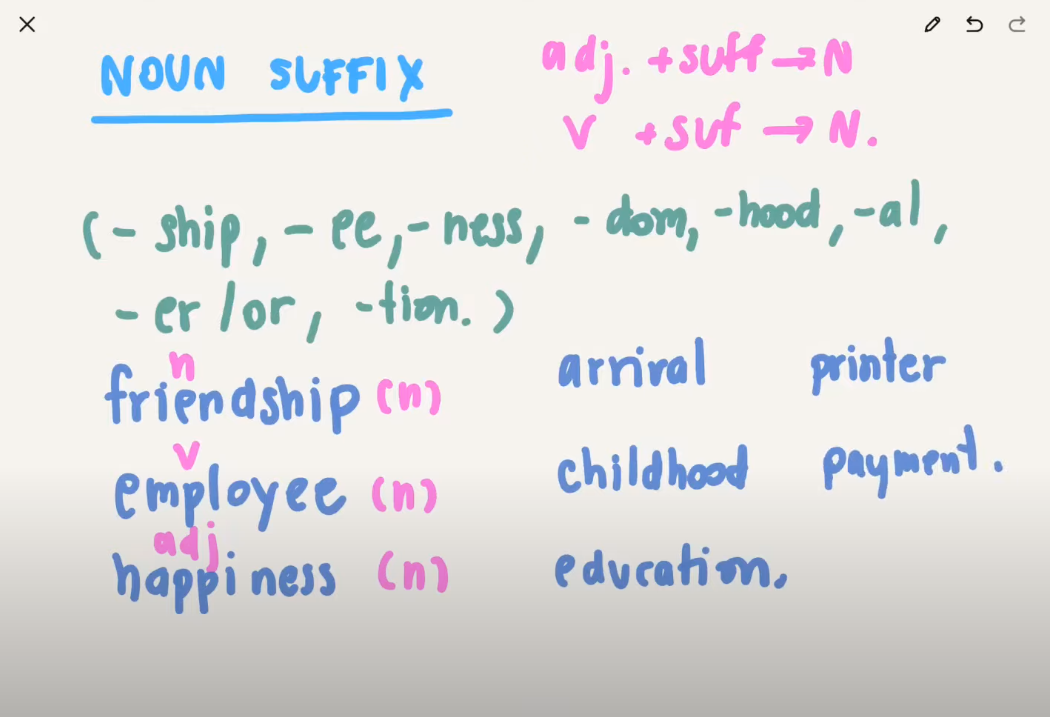 NOUN SUFFIX
adj. + suff → N
v + suf → N.
( - ship, - ee, - ness, - dom, - hood, - al,
- er / or, - tion. )
n
friendship (n)
v
employee (n)
adj
happiness (n)
arrival
childhood
education,
printer
payment.